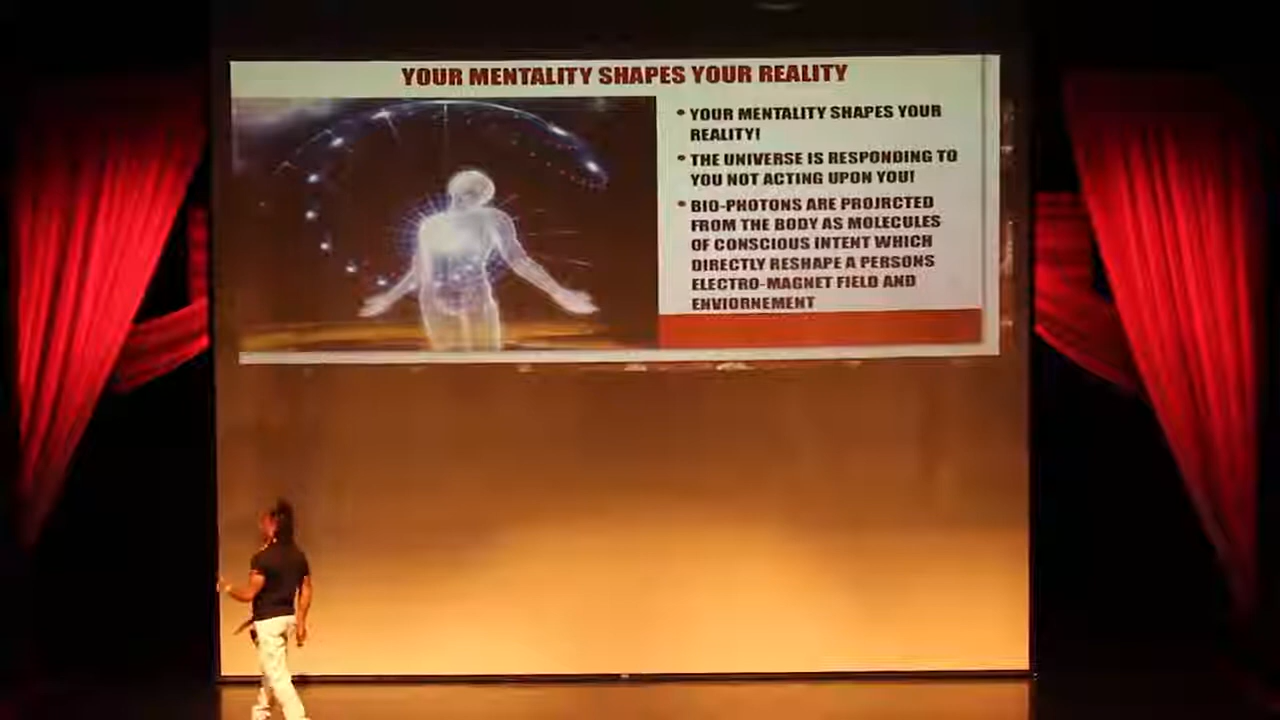 YOUR MENTALITY SHAPES YOUR REALITY
• YOUR MENTALITY SHAPES YOUR
REALITY!
• THE UNIVERSE IS RESPONDING TO
YOU NOT ACTING UPON YOU!
• BIO-PHOTONS ARE PROJRCTED
FROM THE BODY AS MOLECULES
OF CONSCIOUS INTENT WHICH
DIRECTLY RESHAPE A PERSONS
ELECTRO-MAGNET FIELD AND
ENVIORNEMENT